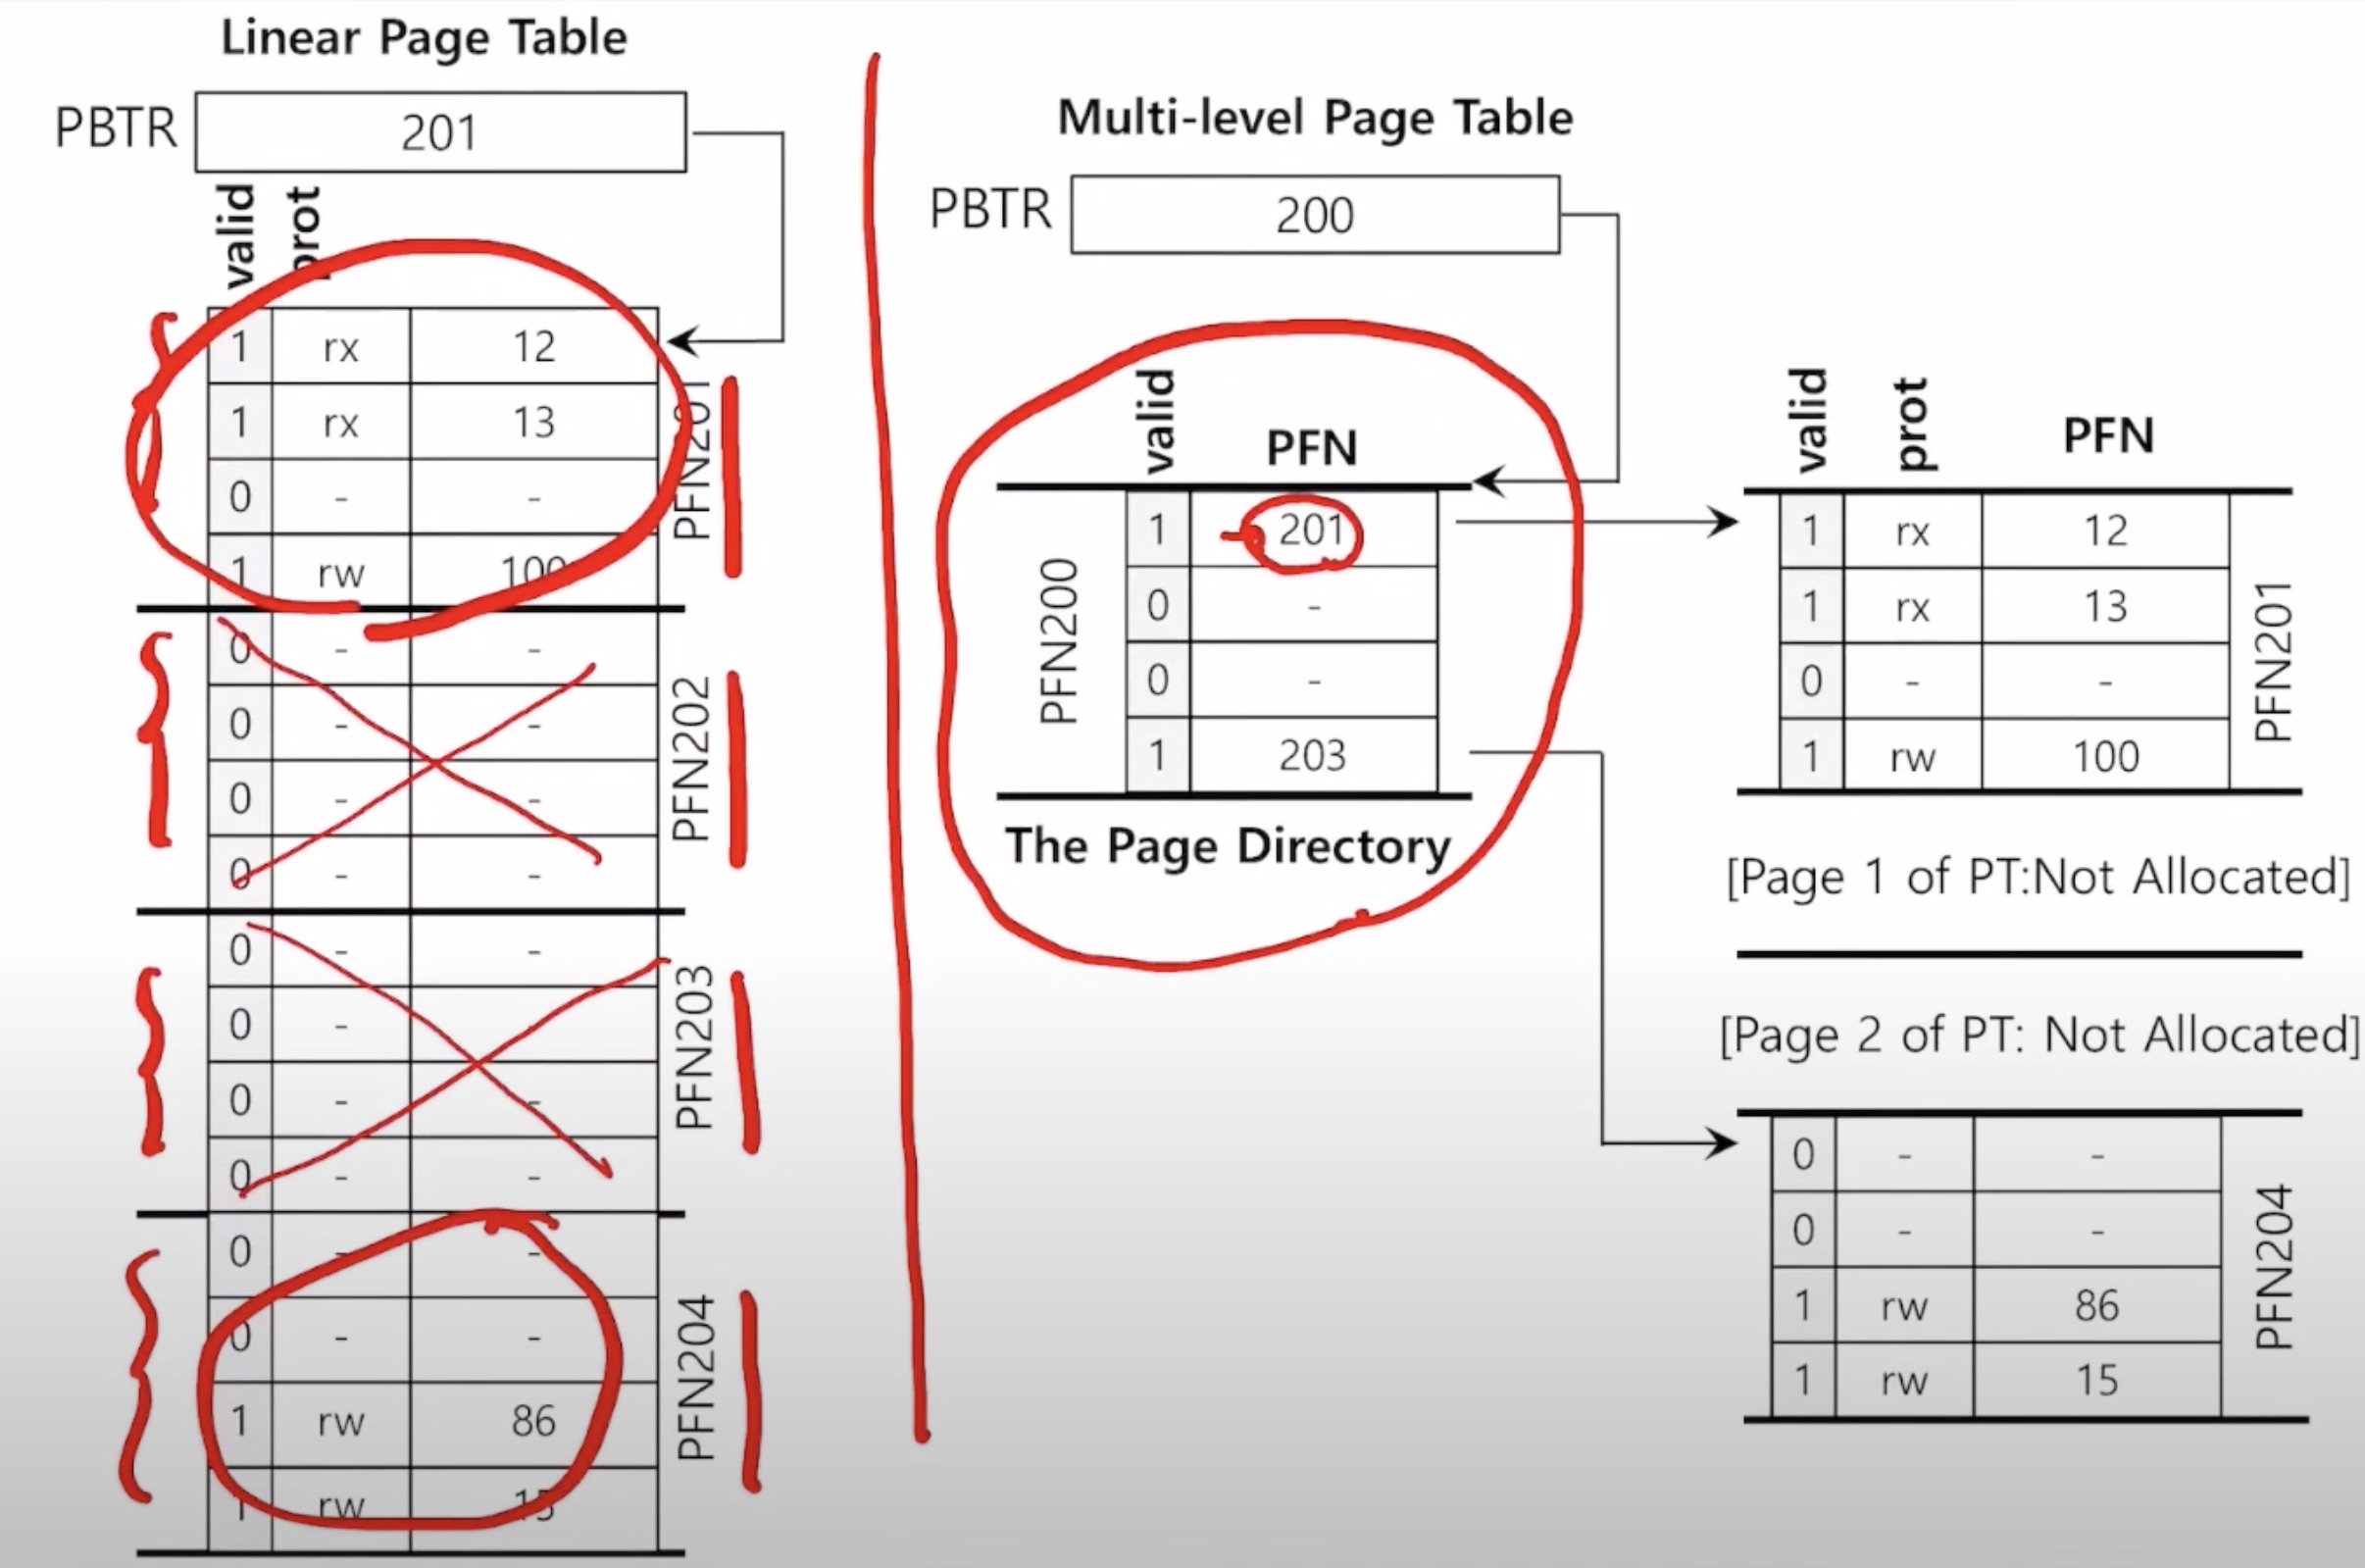 Linear Page Table
PBTR 201
valid prot
1 rx 12
1 rx 13
0 - -
1 rw 100
PFN201
0 - -
0 - -
0 - -
0 - -
PFN202
0 - -
0 - -
0 - -
0 - -
PFN203
0 - -
0 - -
1 rw 86
1 rw 15
PFN204
Multi-level Page Table
PBTR 200
valid PFN
1 201
0 -
0 -
1 203
PFN200
The Page Directory
valid prot PFN
1 rx 12
1 rx 13
0 - -
1 rw 100
PFN201
[Page 1 of PT:Not Allocated]
[Page 2 of PT: Not Allocated]
0 - -
0 - -
1 rw 86
1 rw 15
PFN204